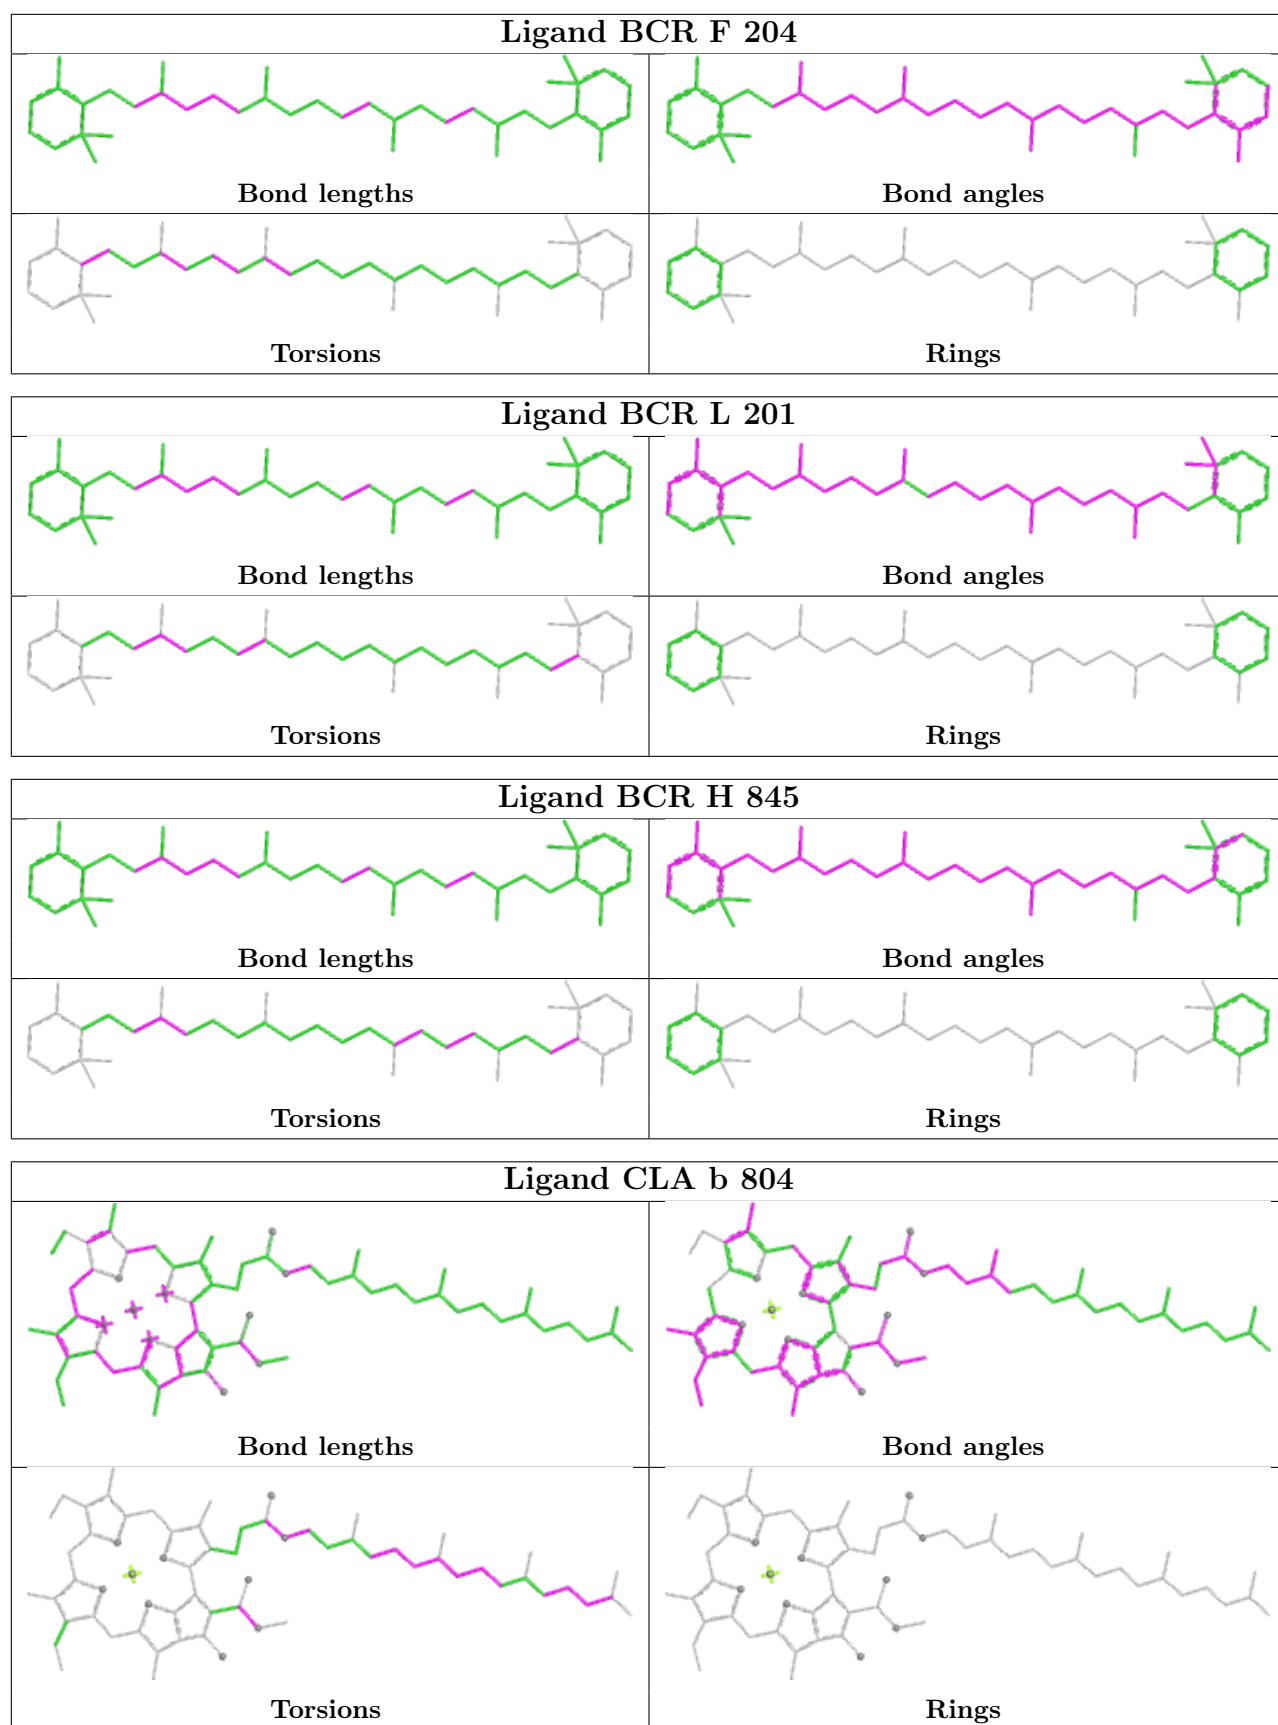 Ligand BCR F 204
Bond lengths
Bond angles
Torsions
Rings
Ligand BCR L 201
Bond lengths
Bond angles
Torsions
Rings
Ligand BCR H 845
Bond lengths
Bond angles
Torsions
Rings
Ligand CLA b 804
Bond lengths
Bond angles
Torsions
Rings